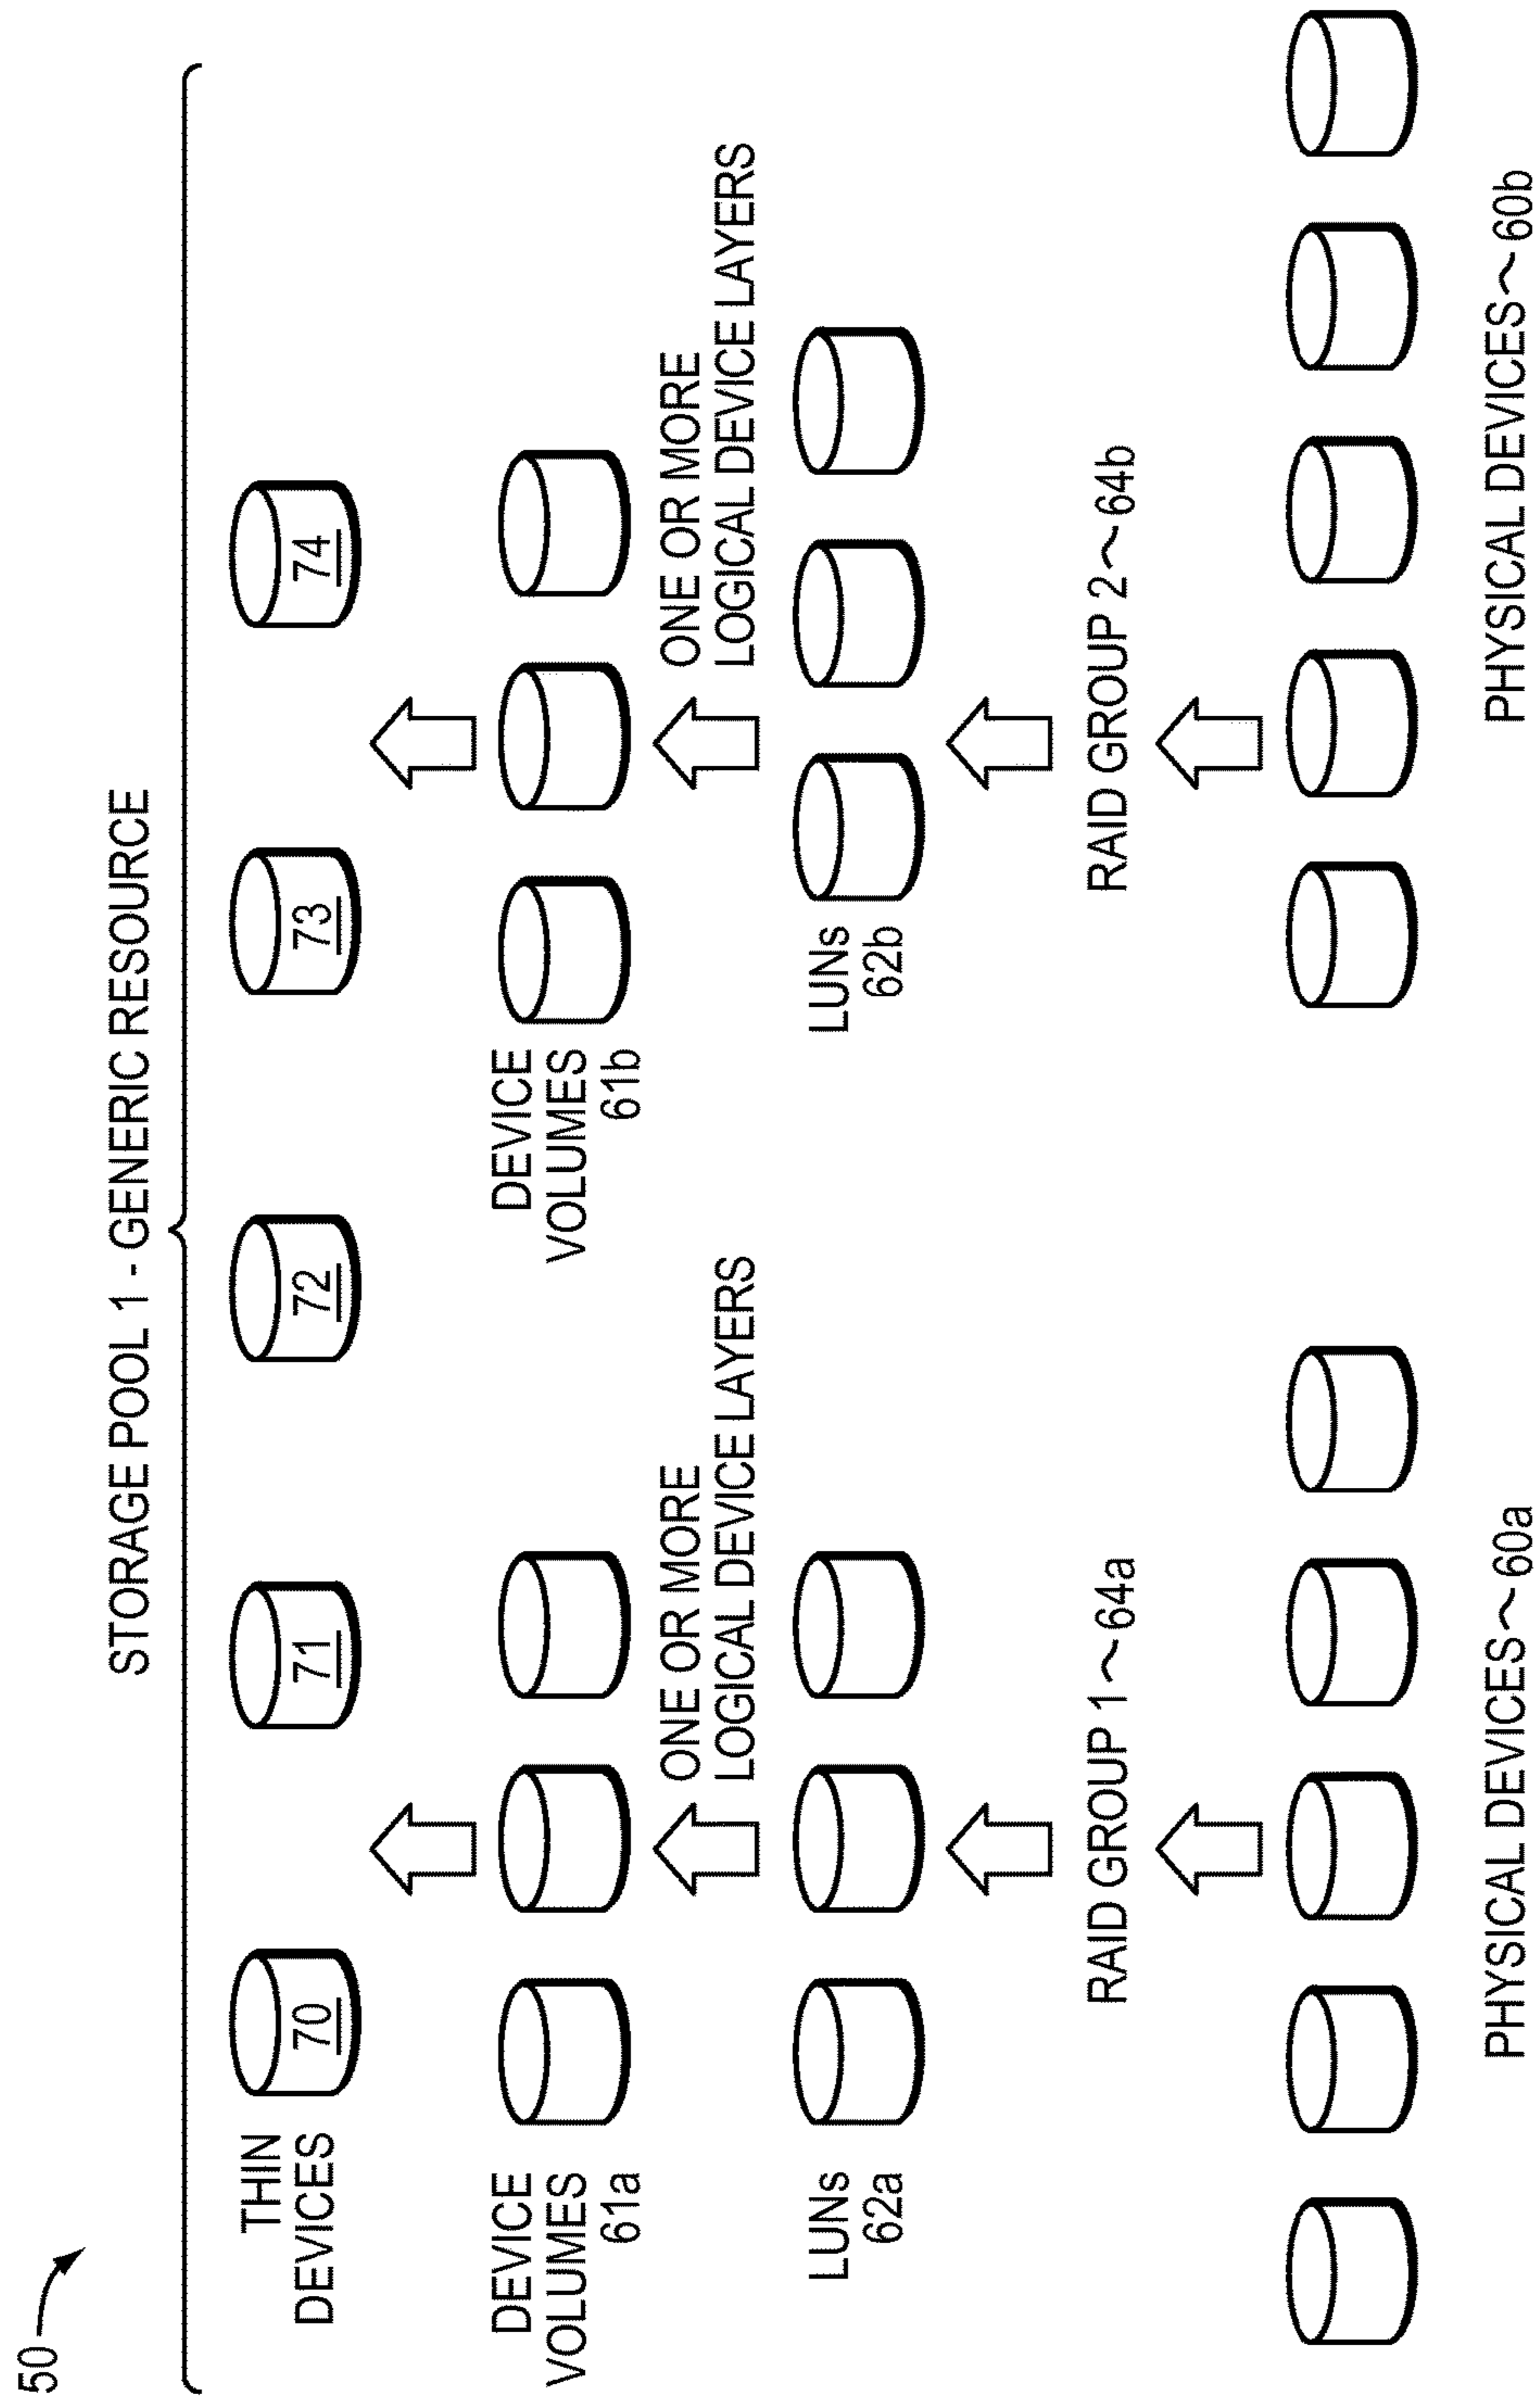 50
STORAGE POOL 1 - GENERIC RESOURCE
THIN
DEVICES
70
71
72
73
74
DEVICE
VOLUMES
61a
DEVICE
VOLUMES
61b
ONE OR MORE
LOGICAL DEVICE LAYERS
ONE OR MORE
LOGICAL DEVICE LAYERS
LUNs
62a
LUNs
62b
RAID GROUP 1~64a
RAID GROUP 2~64b
PHYSICAL DEVICES~60a
PHYSICAL DEVICES~60b